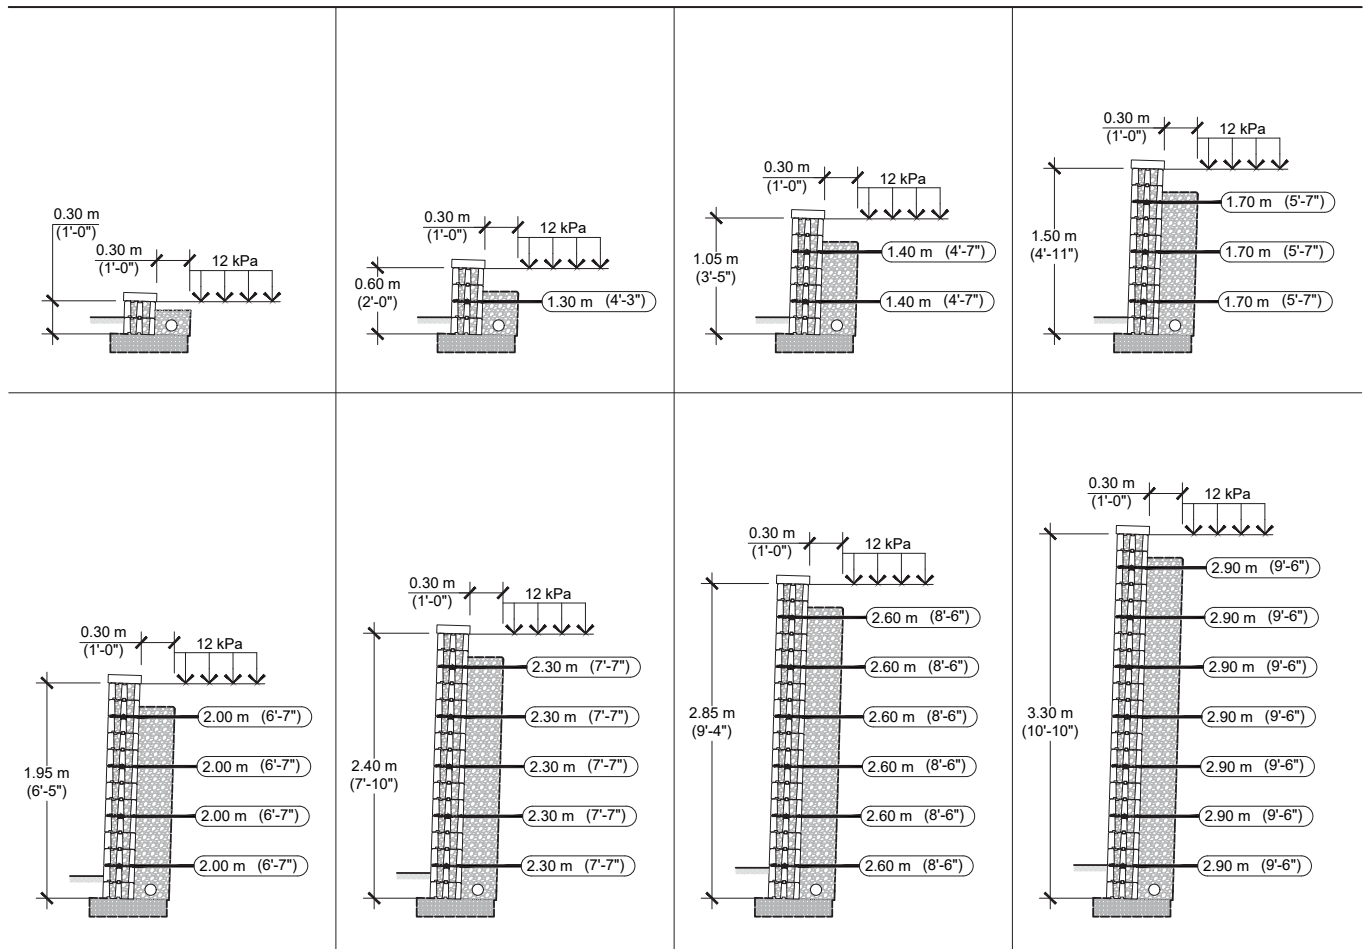 0.30 m
(1'-0")
0.30 m
(1'-0")
12 kPa
0.30 m
(1'-0")
12 kPa
0.60 m
(2'-0")
1.30 m (4'-3")
0.30 m
(1'-0")
12 kPa
1.05 m
(3'-5")
1.40 m (4'-7")
1.40 m (4'-7")
0.30 m
(1'-0")
12 kPa
1.50 m
(4'-11")
1.70 m (5'-7")
1.70 m (5'-7")
1.70 m (5'-7")
0.30 m
(1'-0")
12 kPa
1.95 m
(6'-5")
2.00 m (6'-7")
2.00 m (6'-7")
2.00 m (6'-7")
2.00 m (6'-7")
0.30 m
(1'-0")
12 kPa
2.40 m
(7'-10")
2.30 m (7'-7")
2.30 m (7'-7")
2.30 m (7'-7")
2.30 m (7'-7")
2.30 m (7'-7")
0.30 m
(1'-0")
12 kPa
2.85 m
(9'-4")
2.60 m (8'-6")
2.60 m (8'-6")
2.60 m (8'-6")
2.60 m (8'-6")
2.60 m (8'-6")
2.60 m (8'-6")
0.30 m
(1'-0")
12 kPa
3.30 m
(10'-10")
2.90 m (9'-6")
2.90 m (9'-6")
2.90 m (9'-6")
2.90 m (9'-6")
2.90 m (9'-6")
2.90 m (9'-6")
2.90 m (9'-6")